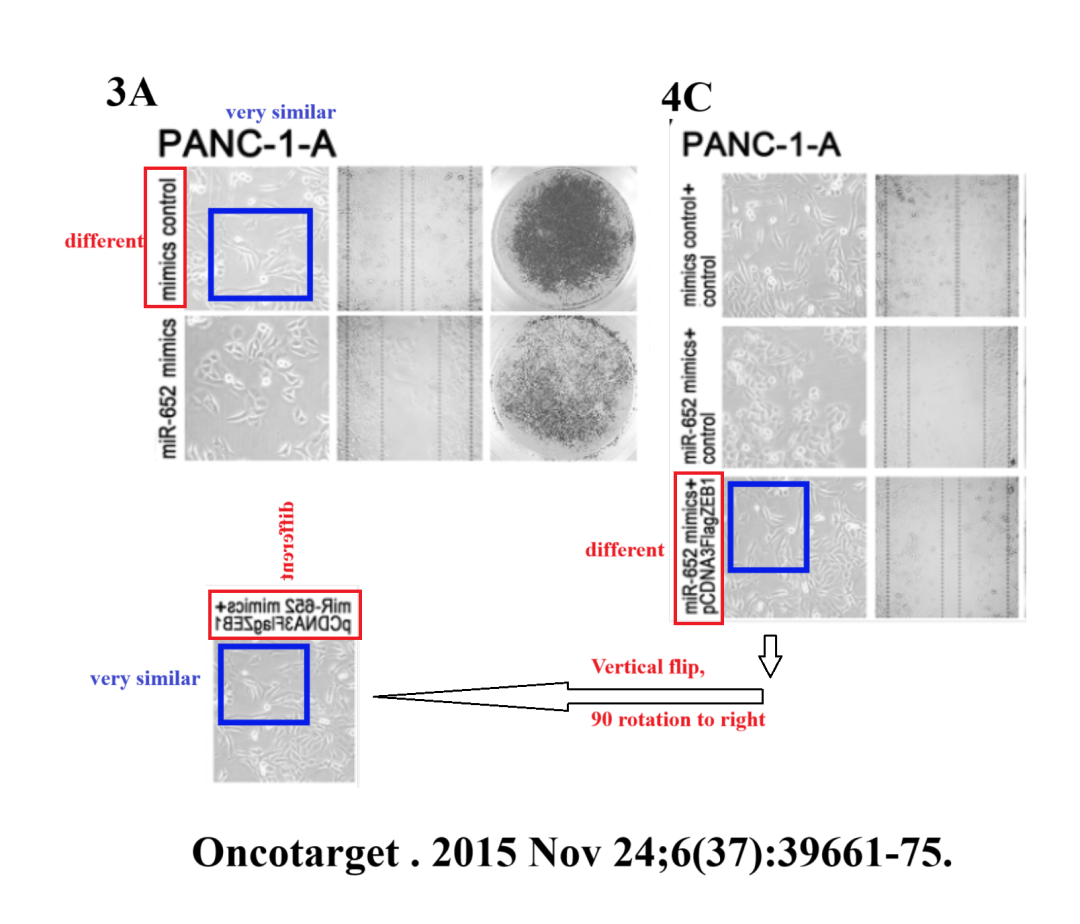 3A
very similar
PANC-1-A
different
mimics control
miR-652 mimics
4C
PANC-1-A
mimics control+
control
miR-652 mimics+
control
different
miR-652 mimics+
pCDNA3FlagZEB1
different
miR-652 mimics+
pCDNA3FlagZEB1
very similar
Vertical flip,
90 rotation to right
Oncotarget . 2015 Nov 24;6(37):39661-75.